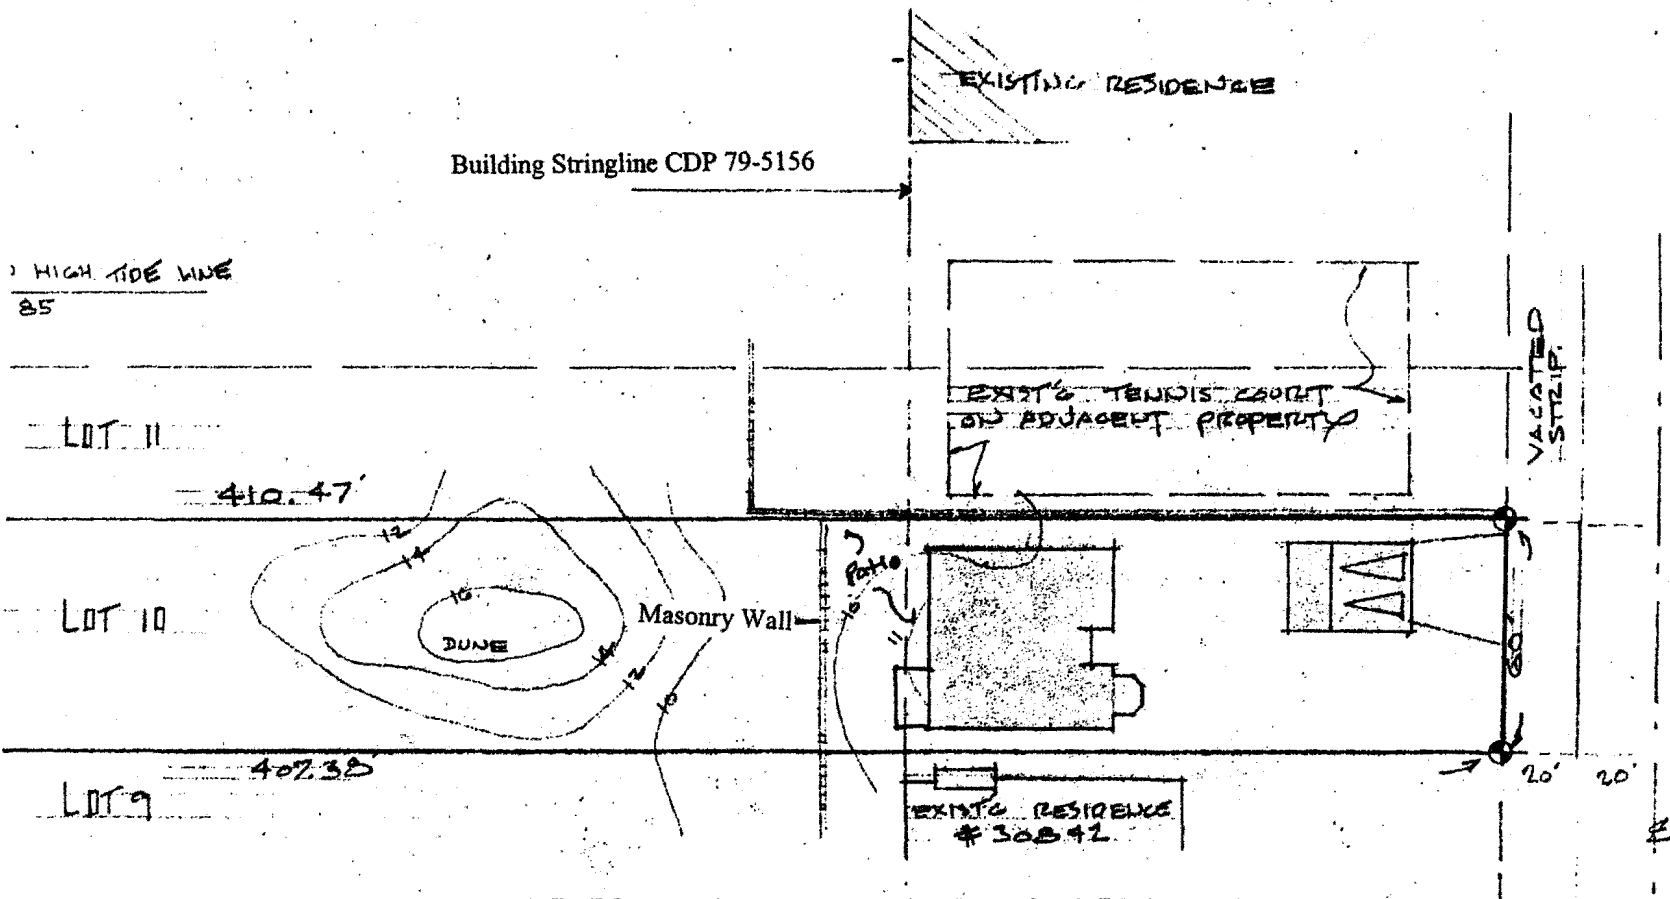 EXISTING RESIDENCE
Building Stringline CDP 79-5156
HIGH TIDE LINE
85
VACATED
STRIP.
EXIST'G TENNIS COURT
ON ADJACENT PROPERTY
LOT 11
410.47'
12
14
16
DUNE
14
12
10
LOT 10
Masonry Wall
PATIO
10
60'
407.38'
LOT 9
EXIST'G RESIDENCE
# 30842
20'
20'